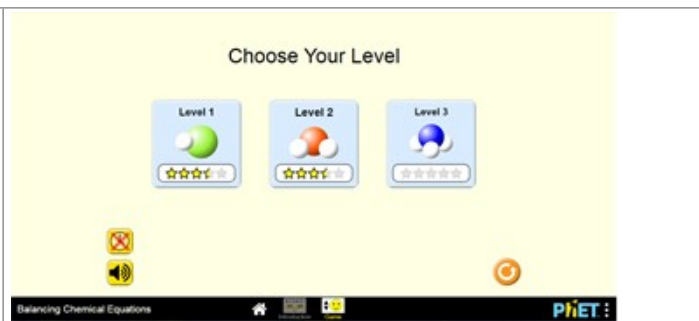 Choose Your Level
Level 1
Level 2
Level 3
Balancing Chemical Equations
Introduction
Game
PhET